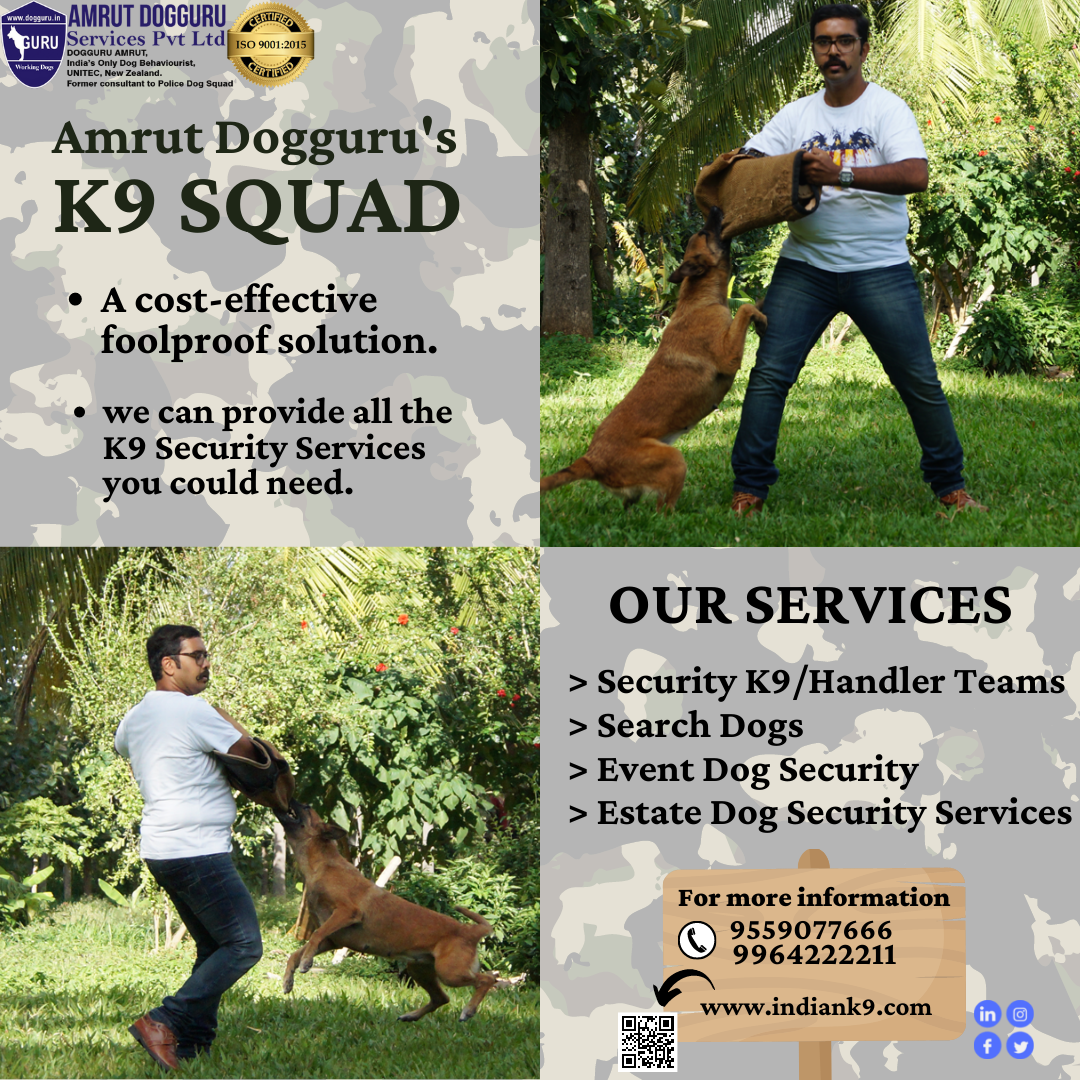 www.dogguru.in
GURU
Working Dogs
AMRUT DOGGURU
Services Pvt Ltd
DOGGURU AMRUT,
India's Only Dog Behaviourist,
UNITEC, New Zealand.
Former consultant to Police Dog Squad
CERTIFIED
ISO 9001:2015
CERTIFIED
Amrut Dogguru's
K9 SQUAD
• A cost-effective
foolproof solution.
• we can provide all the
K9 Security Services
you could need.
OUR SERVICES
> Security K9/Handler Teams
> Search Dogs
> Event Dog Security
> Estate Dog Security Services
For more information
9559077666
9964222211
www.indiank9.com
in
f